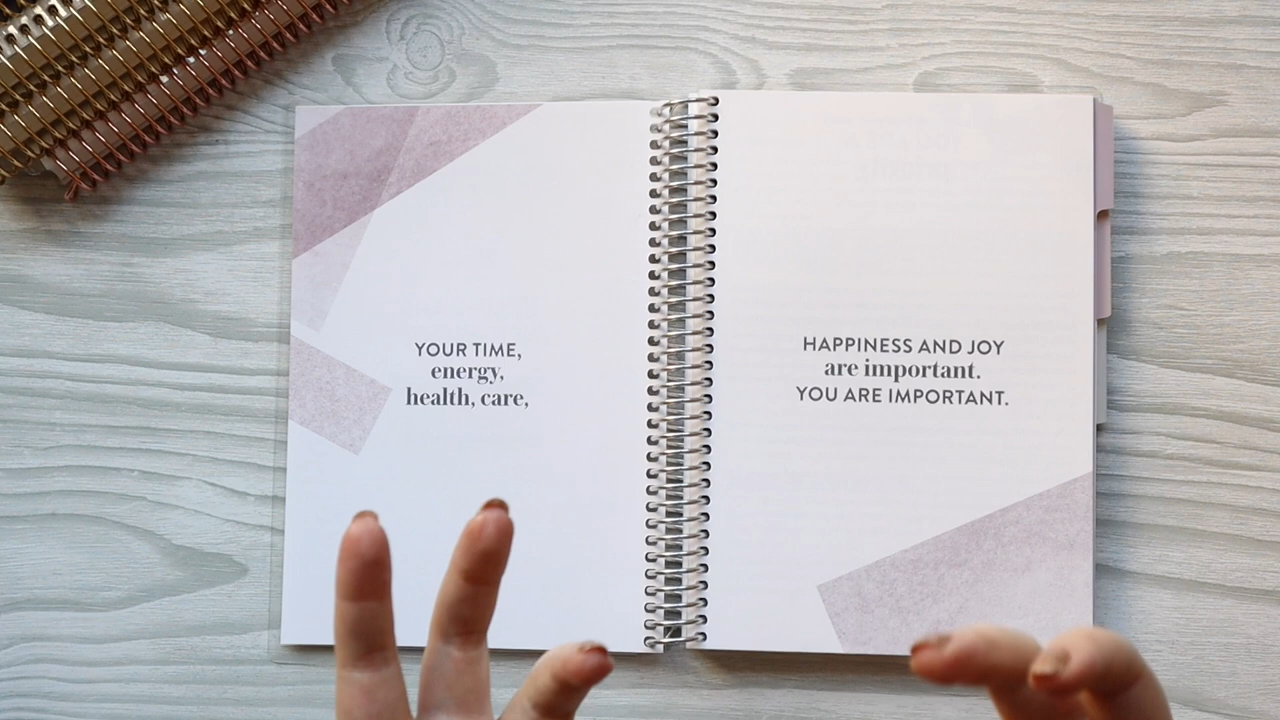 YOUR TIME,
energy,
health, care,
HAPPINESS AND JOY
are important.
YOU ARE IMPORTANT.